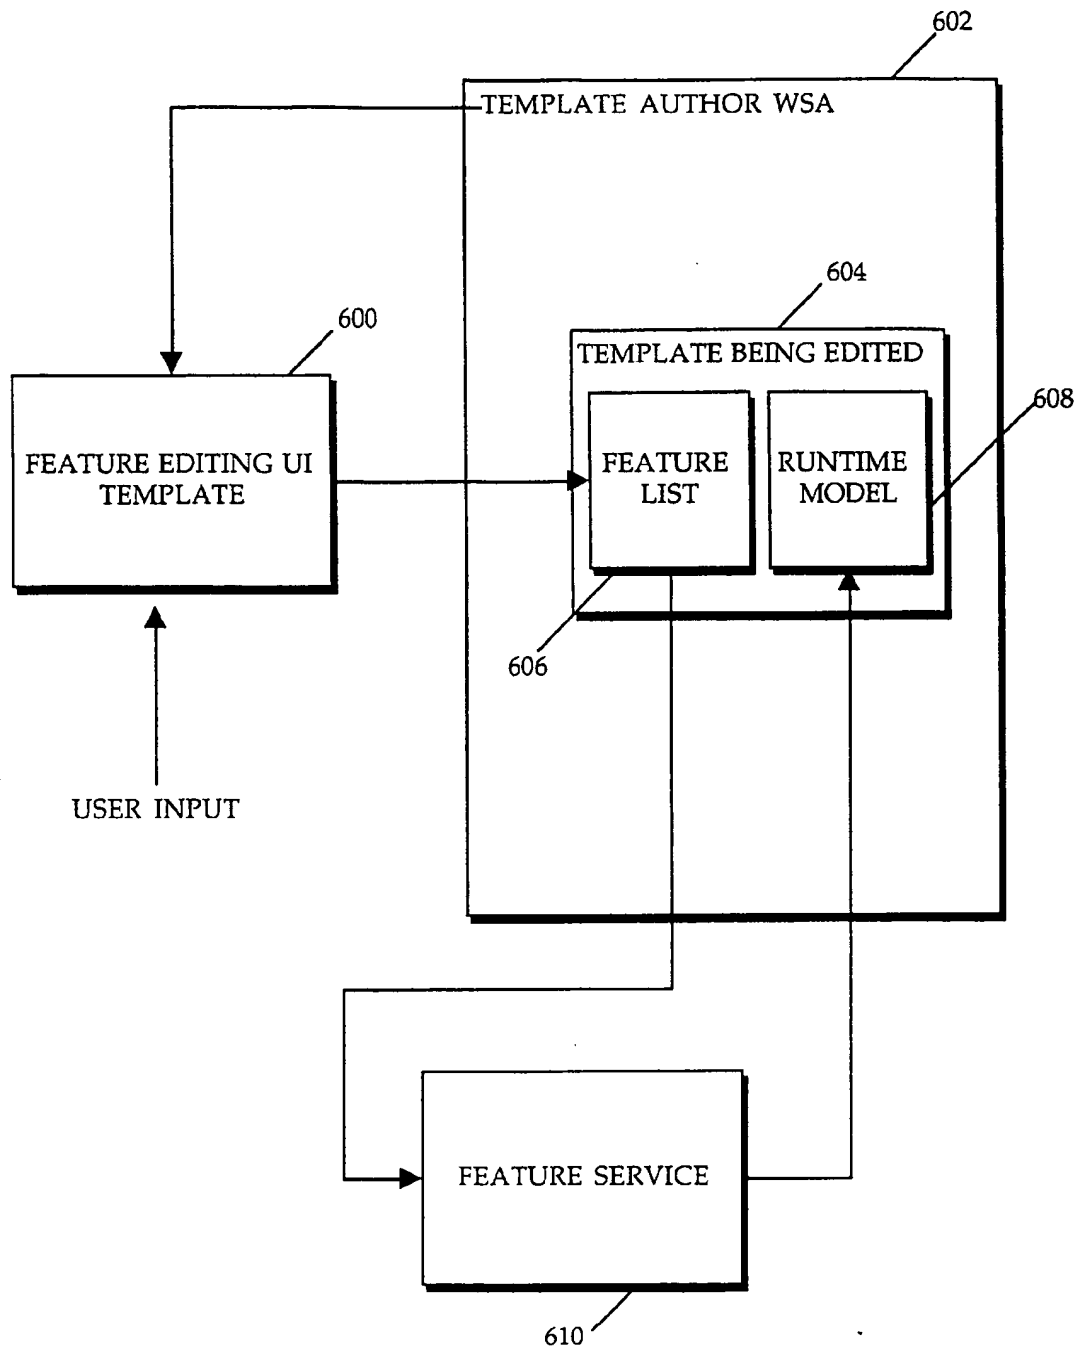 602
TEMPLATE AUTHOR WSA
604
600
TEMPLATE BEING EDITED
608
FEATURE EDITING UI
TEMPLATE
FEATURE
LIST
RUNTIME
MODEL
606
USER INPUT
FEATURE SERVICE
610